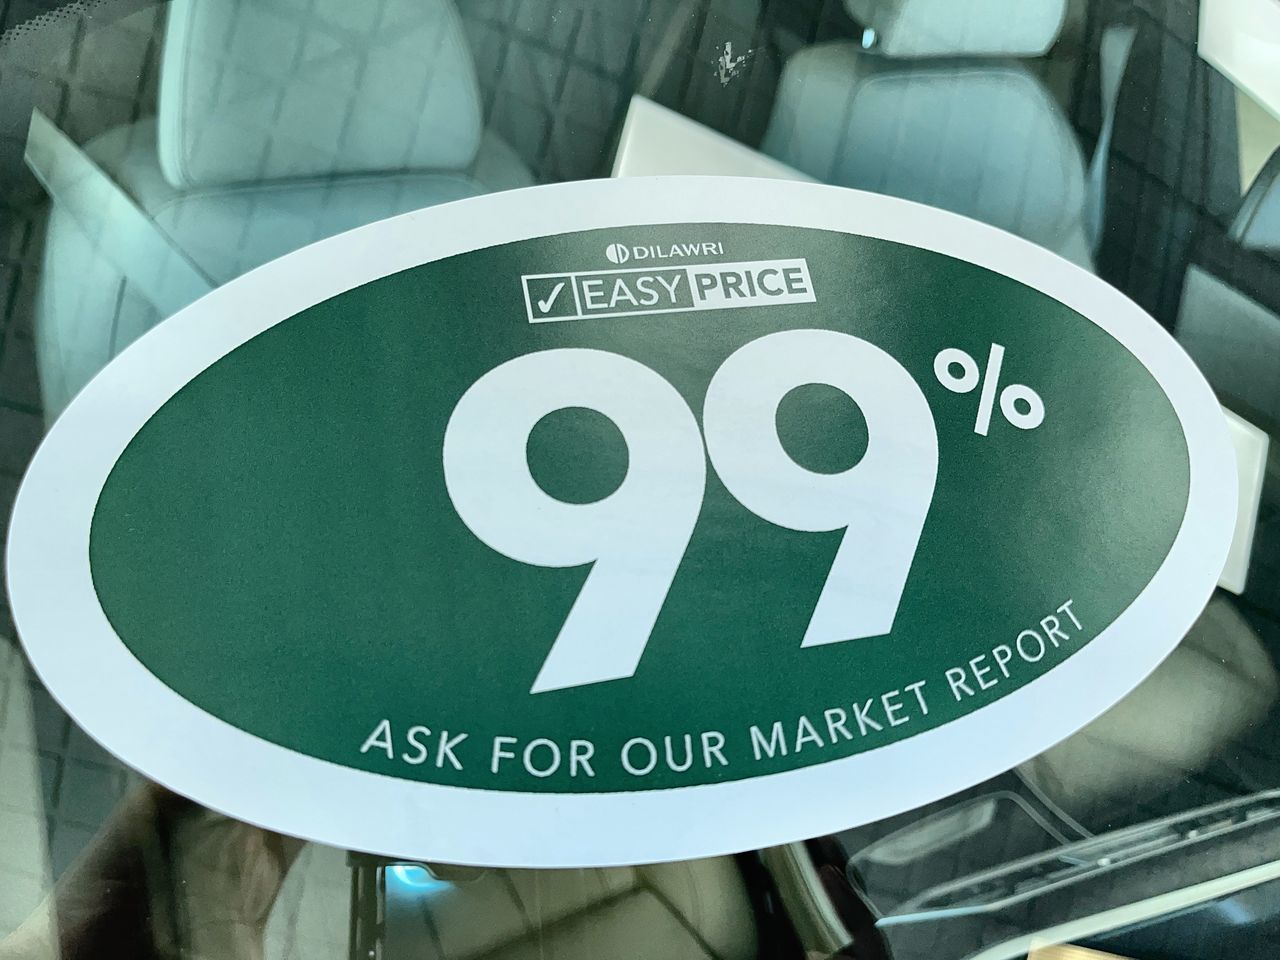 DILAWRI
✓ EASY PRICE
99%
ASK FOR OUR MARKET REPORT